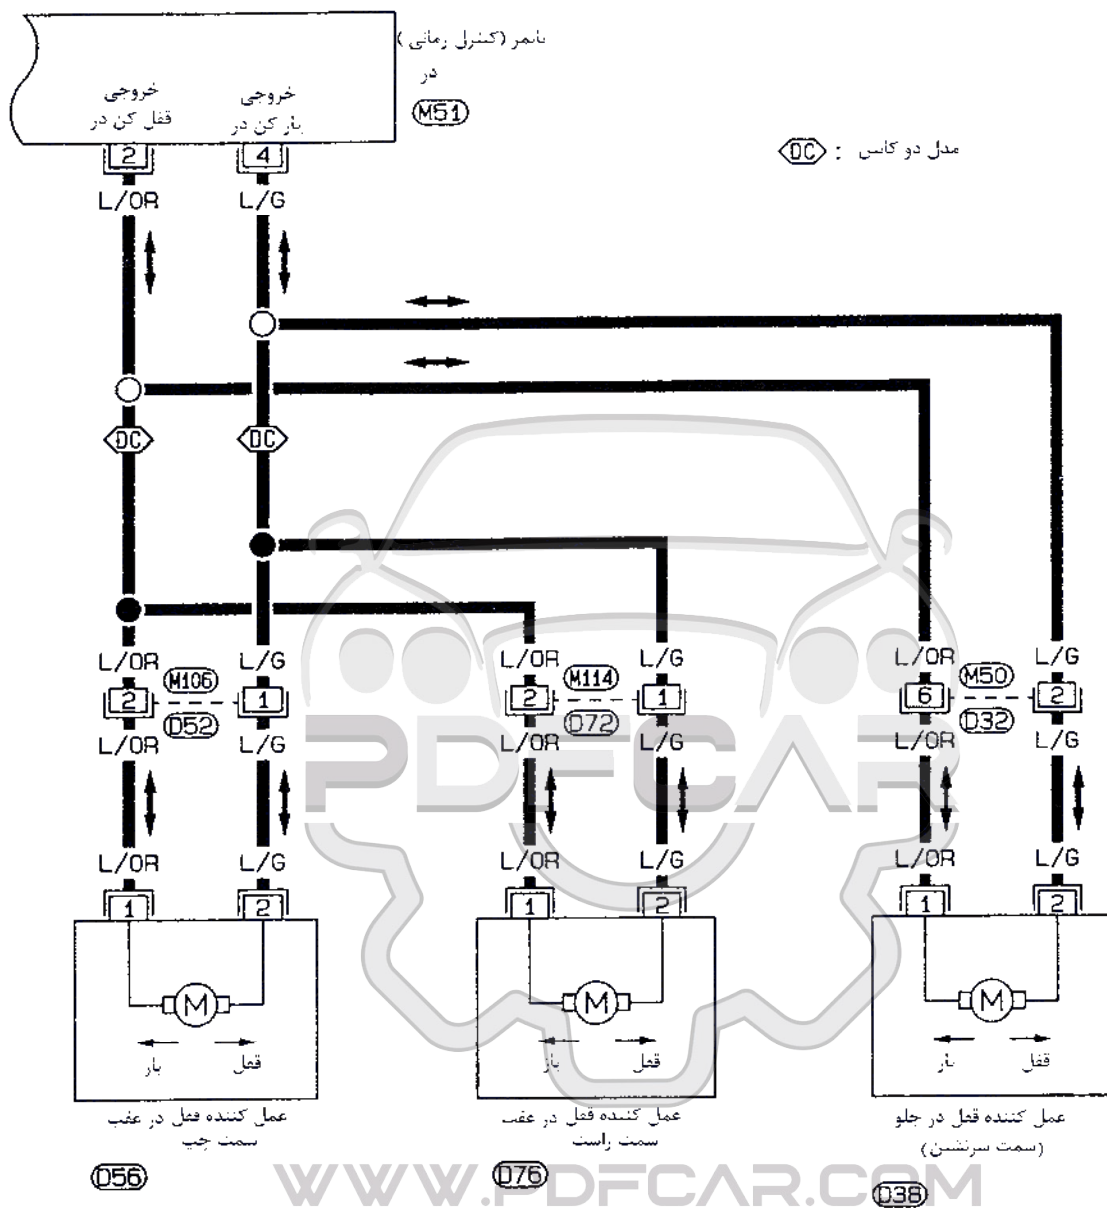 تایمر (کنترل زمانی)
در
M51
خروجی
قفل کن در
خروجی
باز کن در
2
4
مدل دو کابین : DC
L/OR
L/G
DC
DC
L/OR
L/G
L/OR
L/G
L/OR
L/G
2
M106
1
2
M114
1
6
M50
2
D52
D72
D32
L/OR
L/G
L/OR
L/G
L/OR
L/G
PDFCAR
L/OR
L/G
L/OR
L/G
L/OR
L/G
1
2
1
2
1
2
M
M
M
باز
قفل
باز
قفل
باز
قفل
عمل کننده قفل در عقب
سمت چپ
D56
عمل کننده قفل در عقب
سمت راست
D76
عمل کننده قفل در جلو
(سمت سرنشین)
D38
WWW.PDFCAR.COM